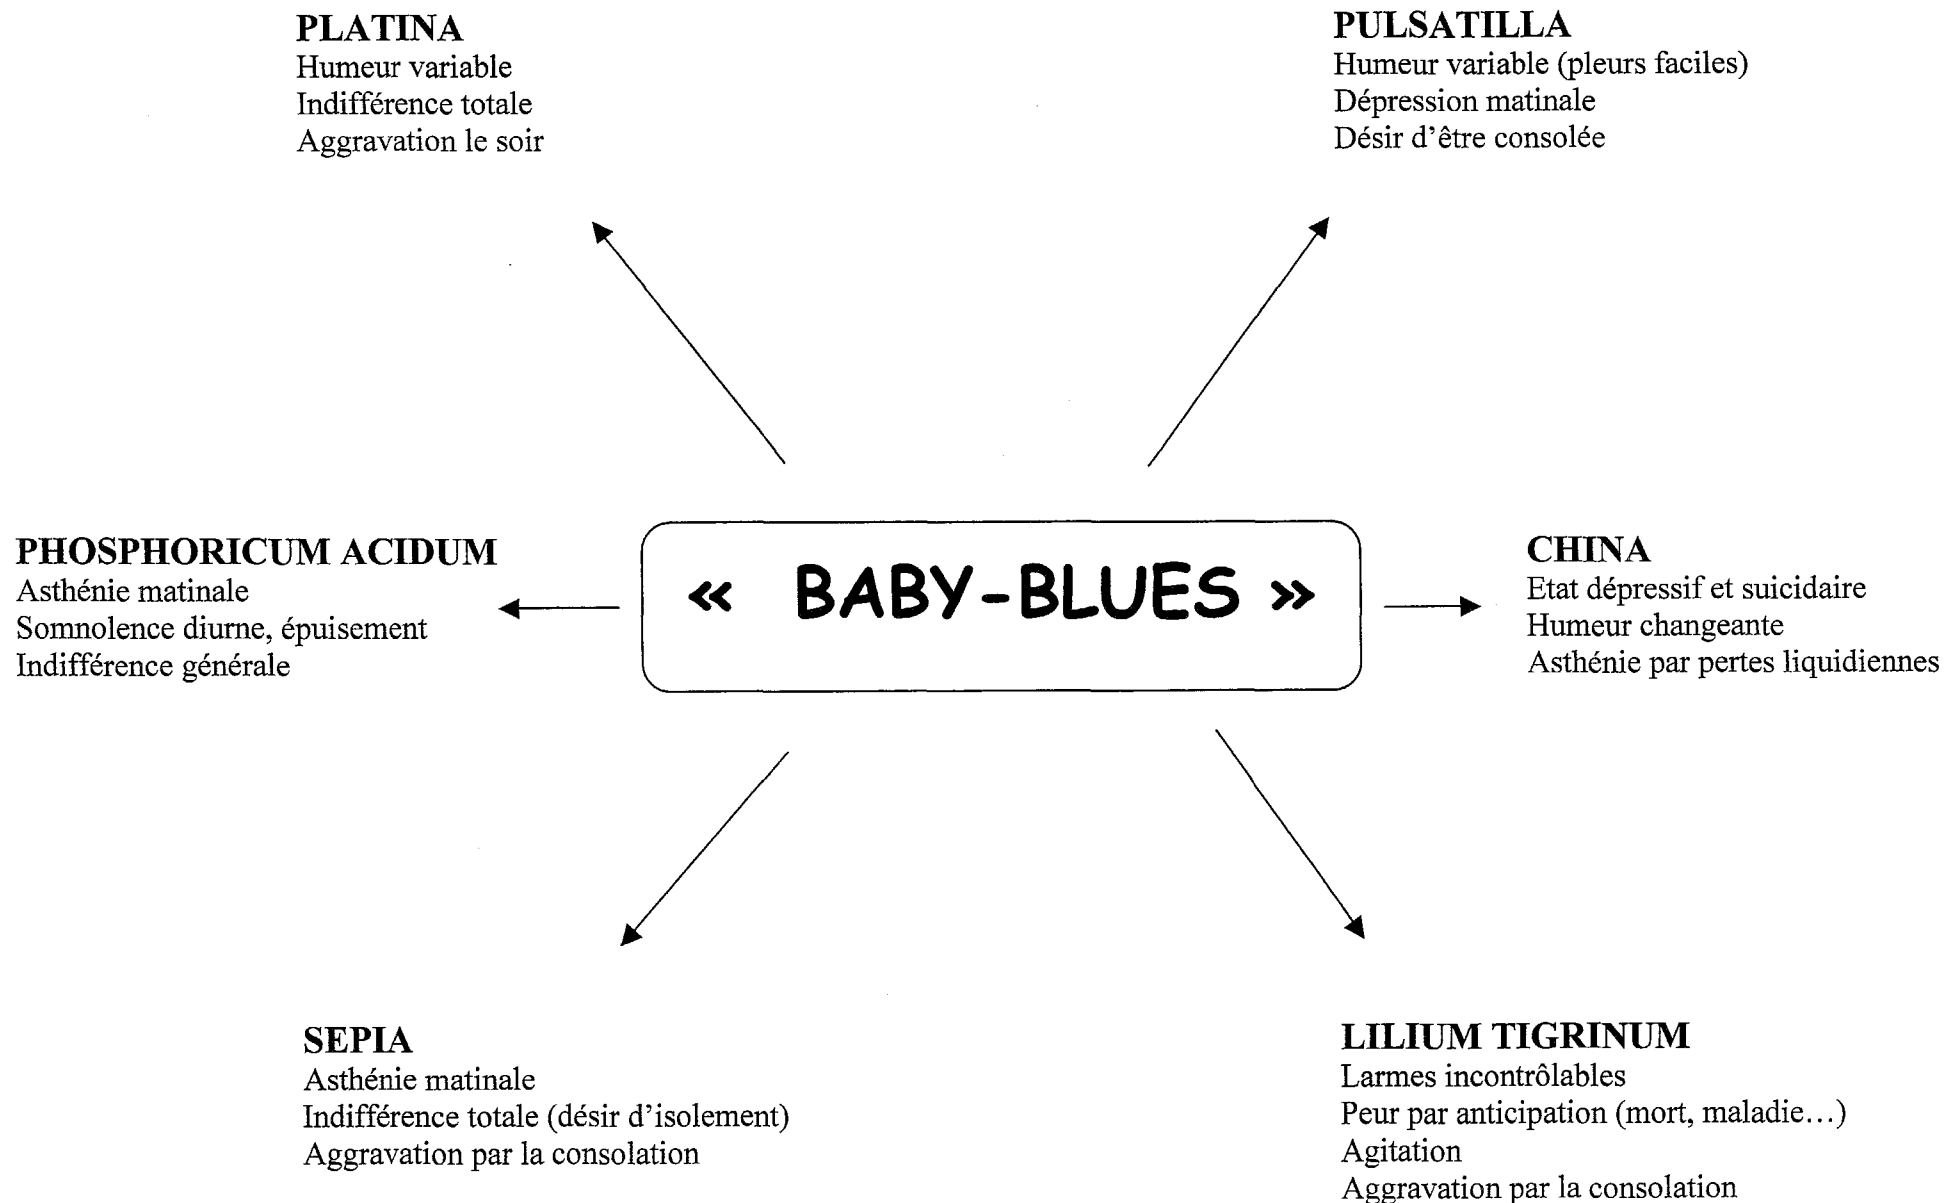 PLATINA
Humeur variable
Indifférence totale
Aggravation le soir
PULSATILLA
Humeur variable (pleurs faciles)
Dépression matinale
Désir d'être consolée
PHOSPHORICUM ACIDUM
Asthénie matinale
Somnolence diurne, épuisement
Indifférence générale
« BABY-BLUES »
CHINA
Etat dépressif et suicidaire
Humeur changeante
Asthénie par pertes liquidiennes
SEPIA
Asthénie matinale
Indifférence totale (désir d'isolement)
Aggravation par la consolation
LILIUM TIGRINUM
Larmes incontrôlables
Peur par anticipation (mort, maladie…)
Agitation
Aggravation par la consolation